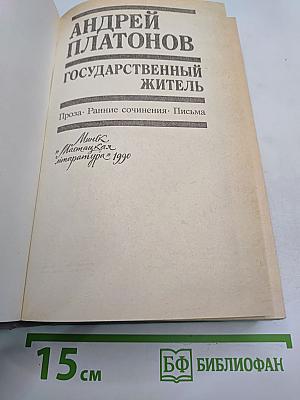 АНДРЕЙ
ПЛАТОНОВ
ГОСУДАРСТВЕННЫЙ
ЖИТЕЛЬ
Проза · Ранние сочинения · Письма
Минск
„Мастацкая
літаратура“ 1990
15 см
БФ БИБЛИОФАН